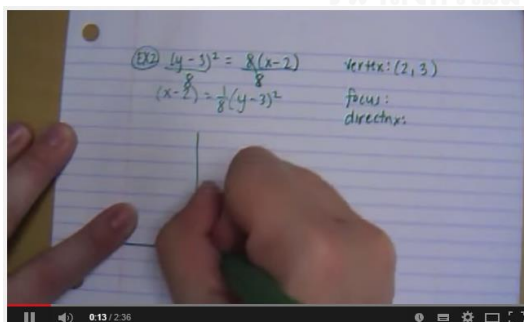 EX2 (y-3)² = 8(x-2)
8 8
(x-2) = 1/8 (y-3)²
vertex: (2, 3)
focus:
directrix:
0:13 / 2:36